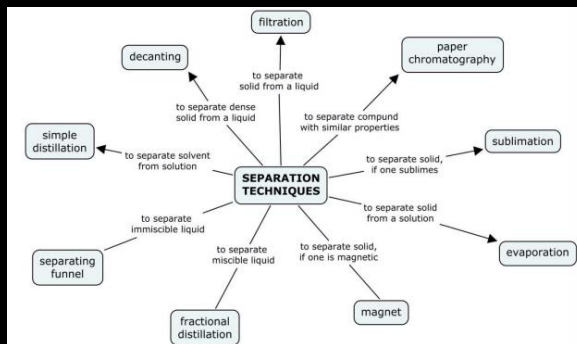 filtration
decanting
paper
chromatography
to separate
solid from a liquid
to separate dense
solid from a liquid
to separate compund
with similar properties
simple
distillation
sublimation
to separate solvent
from solution
to separate solid,
if one sublimes
SEPARATION
TECHNIQUES
to separate solid
from a solution
to separate
immiscible liquid
to separate
miscible liquid
to separate solid,
if one is magnetic
evaporation
separating
funnel
magnet
fractional
distillation